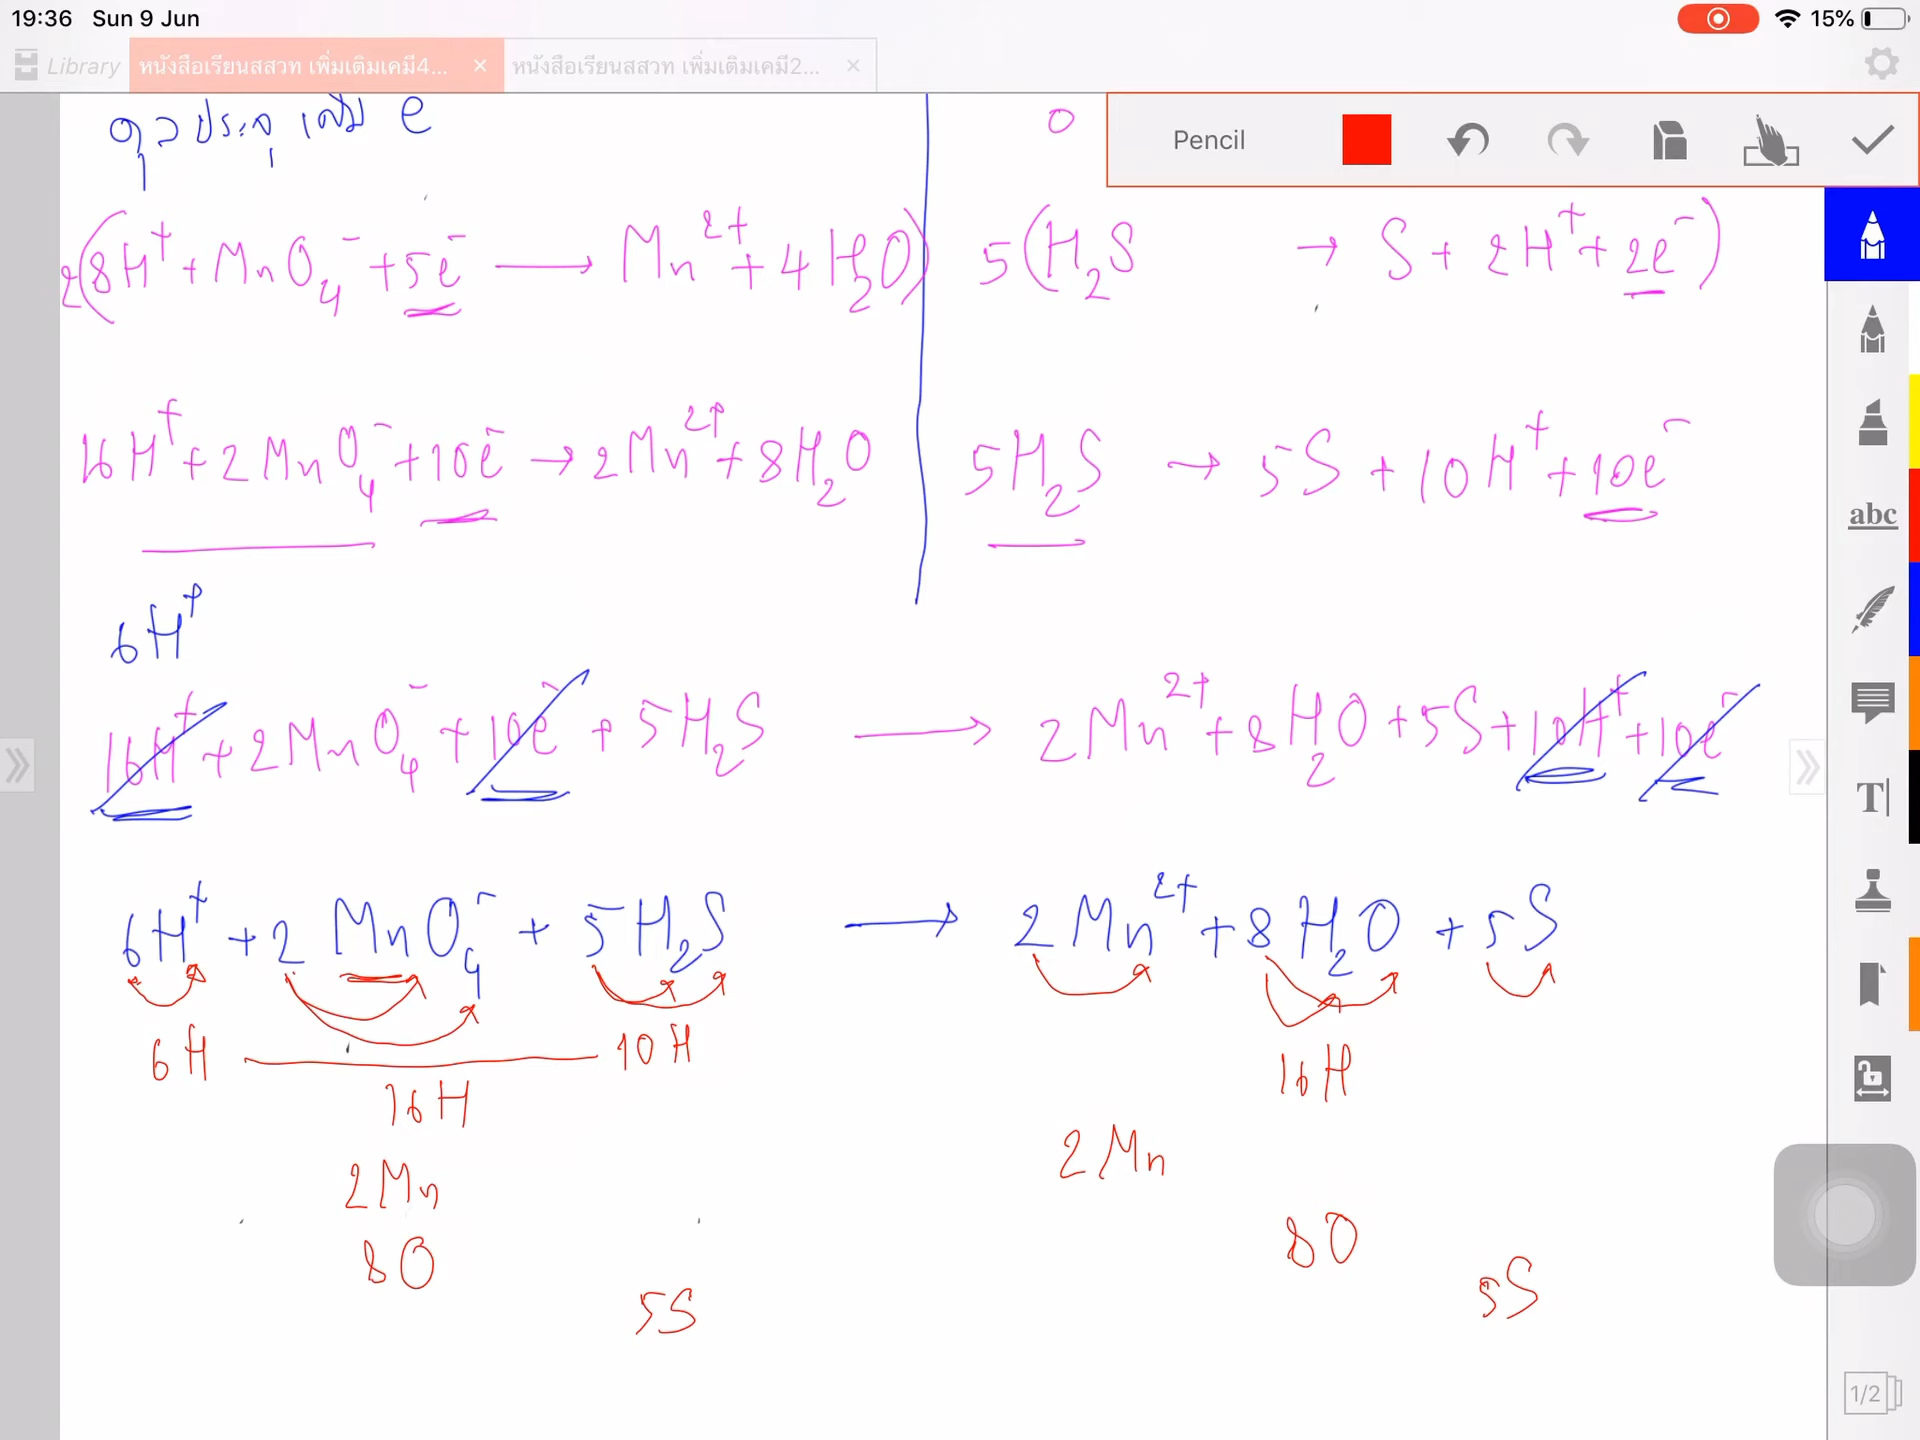 19:36 Sun 9 Jun 15%
Library หนังสือเรียนสสวท เพิ่มเติมเคมี4... × หนังสือเรียนสสวท เพิ่มเติมเคมี2... ×
ดุลประจุ เติม e
0
Pencil
2(8H⁺ + MnO₄⁻ + 5e⁻ → Mn²⁺ + 4H₂O) 5(H₂S → S + 2H⁺ + 2e⁻)
16H⁺ + 2MnO₄⁻ + 10e⁻ → 2Mn²⁺ + 8H₂O 5H₂S → 5S + 10H⁺ + 10e⁻
6H⁺
16H⁺ + 2MnO₄⁻ + 10e⁻ + 5H₂S → 2Mn²⁺ + 8H₂O + 5S + 10H⁺ + 10e⁻
6H⁺ + 2MnO₄⁻ + 5H₂S → 2Mn²⁺ + 8H₂O + 5S
6H 10H 16H
16H
2Mn 2Mn
8O 8O
5S 5S
abc
T|
1/2